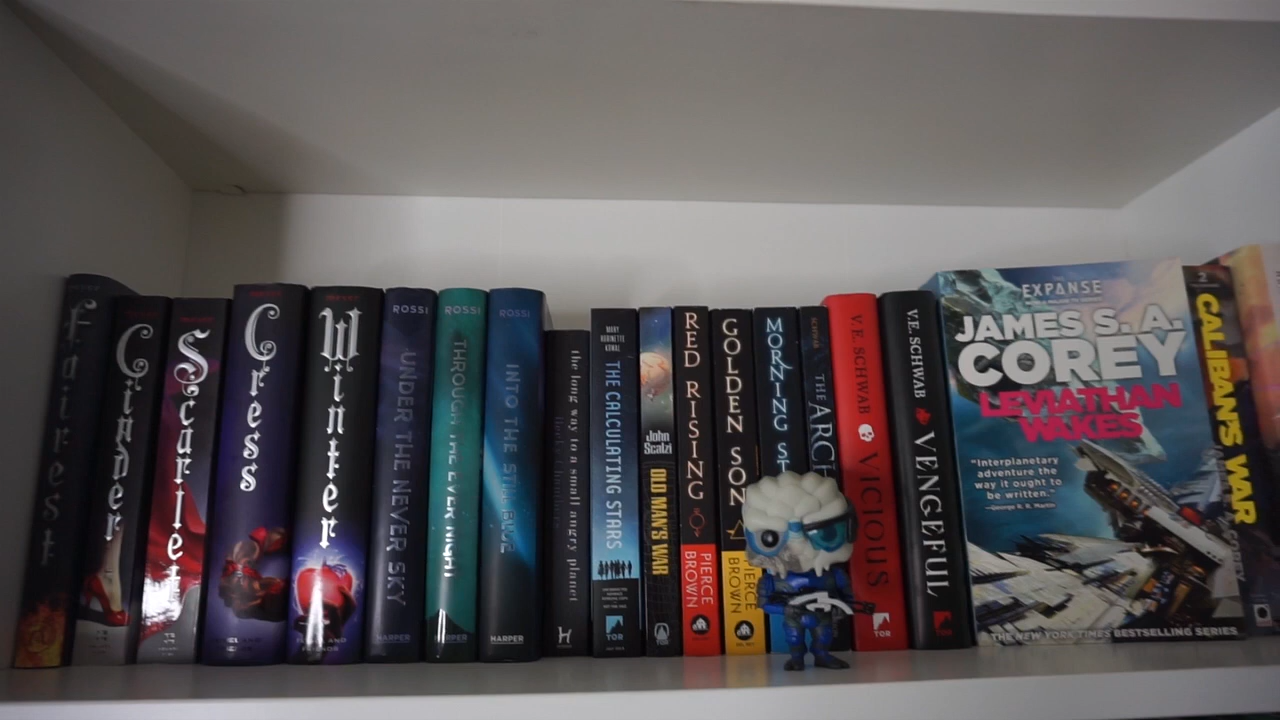 Fairest
Cinder
Scarlet
Cress
Winter
ROSSI
UNDER THE NEVER SKY
HARPER
ROSSI
THROUGH THE EVER NIGHT
ROSSI
INTO THE STILL BLUE
HARPER
the long way to a small angry planet
H
MARY
ROBINETTE
KOWAL
THE CALCULATING STARS
TOR
John
Scalzi
OLD MAN'S WAR
RED RISING
PIERCE
BROWN
GOLDEN SON
PIERCE
BROWN
MORNING ST
THE ARCH
V.E. SCHWAB
VICIOUS
TOR
V.E. SCHWAB
VENGEFUL
THE
EXPANSE
JAMES S. A.
COREY
LEVIATHAN
WAKES
"Interplanetary
adventure the
way it ought to
be written."
—George R. R. Martin
THE NEW YORK TIMES BESTSELLING SERIES
2
CALIBAN'S WAR
COREY